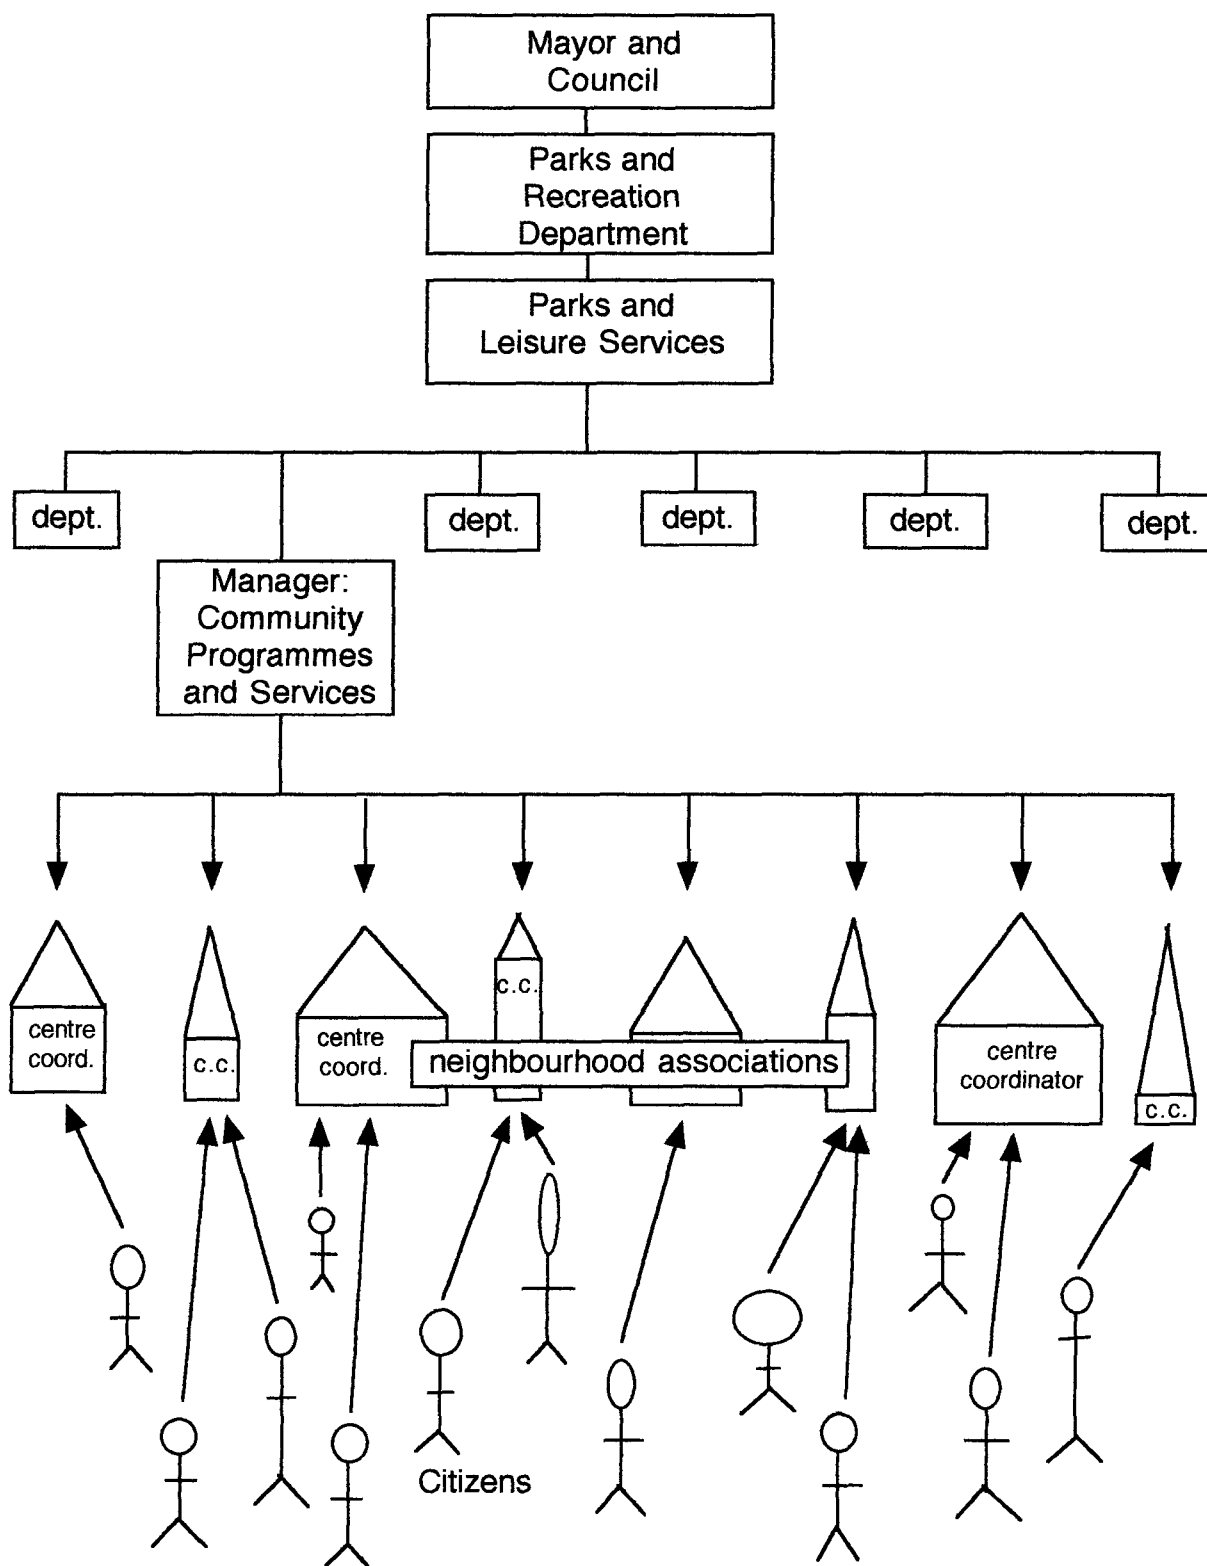 Mayor and
Council
Parks and
Recreation
Department
Parks and
Leisure Services
dept.
dept.
dept.
dept.
dept.
Manager:
Community
Programmes
and Services
centre
coord.
c.c.
centre
coord.
c.c.
neighbourhood associations
centre
coordinator
c.c.
Citizens